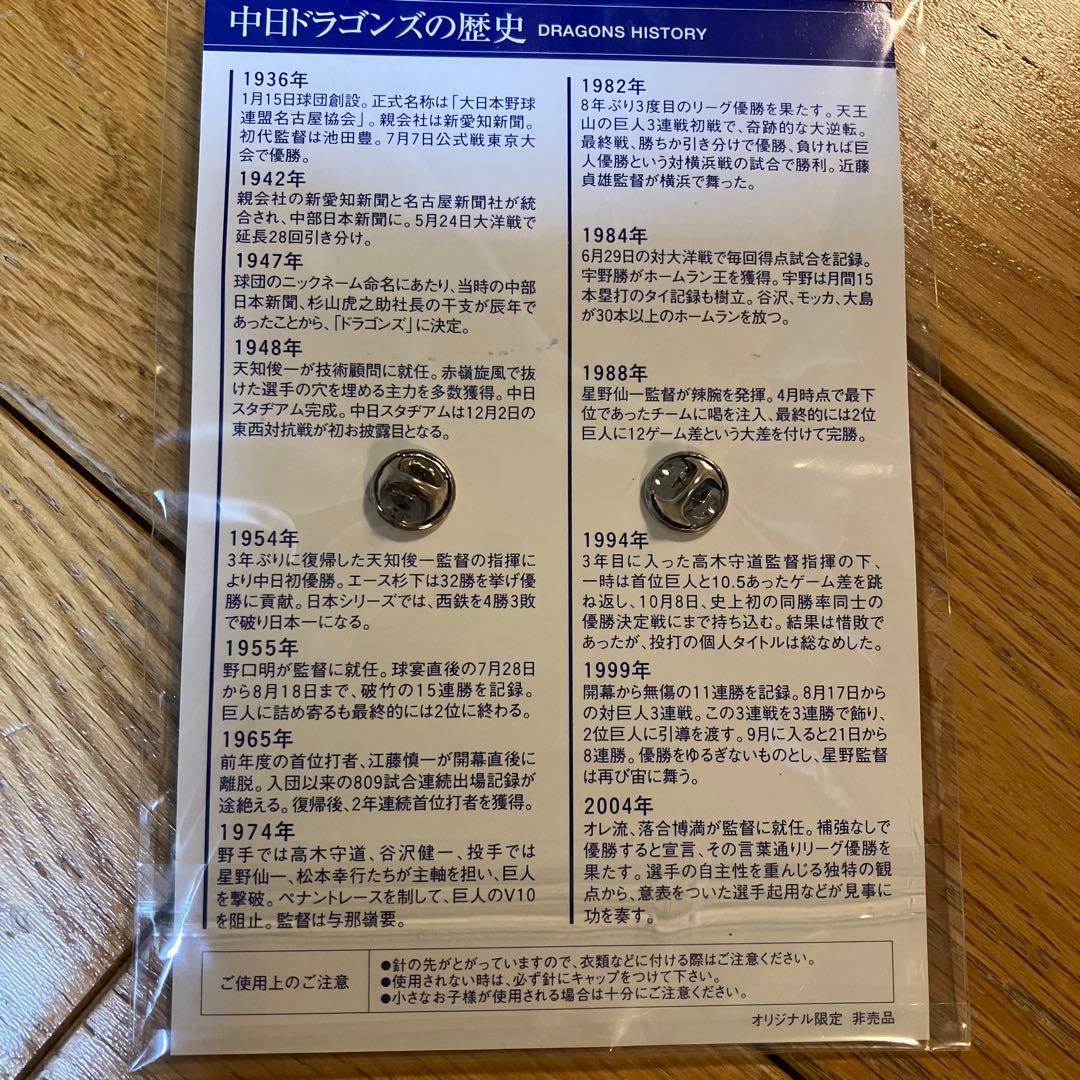 中日ドラゴンズの歴史 DRAGONS HISTORY
1936年
1月15日球団創設。正式名称は「大日本野球
連盟名古屋協会」。親会社は新愛知新聞。
初代監督は池田豊。7月7日公式戦東京大
会で優勝。
1942年
親会社の新愛知新聞と名古屋新聞社が統
合され、中部日本新聞に。5月24日大洋戦で
延長28回引き分け。
1947年
球団のニックネーム命名にあたり、当時の中部
日本新聞、杉山虎之助社長の干支が辰年で
あったことから、「ドラゴンズ」に決定。
1948年
天知俊一が技術顧問に就任。赤嶺旋風で抜
けた選手の穴を埋める主力を多数獲得。中日
スタヂアム完成。中日スタヂアムは12月2日の
東西対抗戦が初お披露目となる。
1954年
3年ぶりに復帰した天知俊一監督の指揮に
より中日初優勝。エース杉下は32勝を挙げ優
勝に貢献。日本シリーズでは、西鉄を4勝3敗
で破り日本一になる。
1955年
野口明が監督に就任。球宴直後の7月28日
から8月18日まで、破竹の15連勝を記録。
巨人に詰め寄るも最終的には2位に終わる。
1965年
前年度の首位打者、江藤慎一が開幕直後に
離脱。入団以来の809試合連続出場記録が
途絶える。復帰後、2年連続首位打者を獲得。
1974年
野手では高木守道、谷沢健一、投手では
星野仙一、松本幸行たちが主軸を担い、巨人
を撃破。ペナントレースを制して、巨人のV10
を阻止。監督は与那嶺要。
1982年
8年ぶり3度目のリーグ優勝を果たす。天王
山の巨人3連戦初戦で、奇跡的な大逆転。
最終戦、勝ちか引き分けで優勝、負ければ巨
人優勝という対横浜戦の試合で勝利。近藤
貞雄監督が横浜で舞った。
1984年
6月29日の対大洋戦で毎回得点試合を記録。
宇野勝がホームラン王を獲得。宇野は月間15
本塁打のタイ記録も樹立。谷沢、モッカ、大島
が30本以上のホームランを放つ。
1988年
星野仙一監督が辣腕を発揮。4月時点で最下
位であったチームに喝を注入、最終的には2位
巨人に12ゲーム差という大差を付けて完勝。
1994年
3年目に入った高木守道監督指揮の下、
一時は首位巨人と10.5あったゲーム差を跳
ね返し、10月8日、史上初の同勝率同士の
優勝決定戦にまで持ち込む。結果は惜敗で
あったが、投打の個人タイトルは総なめした。
1999年
開幕から無傷の11連勝を記録。8月17日から
の対巨人3連戦。この3連戦を3連勝で飾り、
2位巨人に引導を渡す。9月に入ると21日から
8連勝。優勝をゆるぎないものとし、星野監督
は再び宙に舞う。
2004年
オレ流、落合博満が監督に就任。補強なしで
優勝すると宣言、その言葉通りリーグ優勝を
果たす。選手の自主性を重んじる独特の観
点から、意表をついた選手起用などが見事に
功を奏す。
ご使用上のご注意
●針の先がとがっていますので、衣類などに付ける際はご注意ください。
●使用されない時は、必ず針にキャップをつけて下さい。
●小さなお子様が使用される場合は十分にご注意ください。
オリジナル限定 非売品